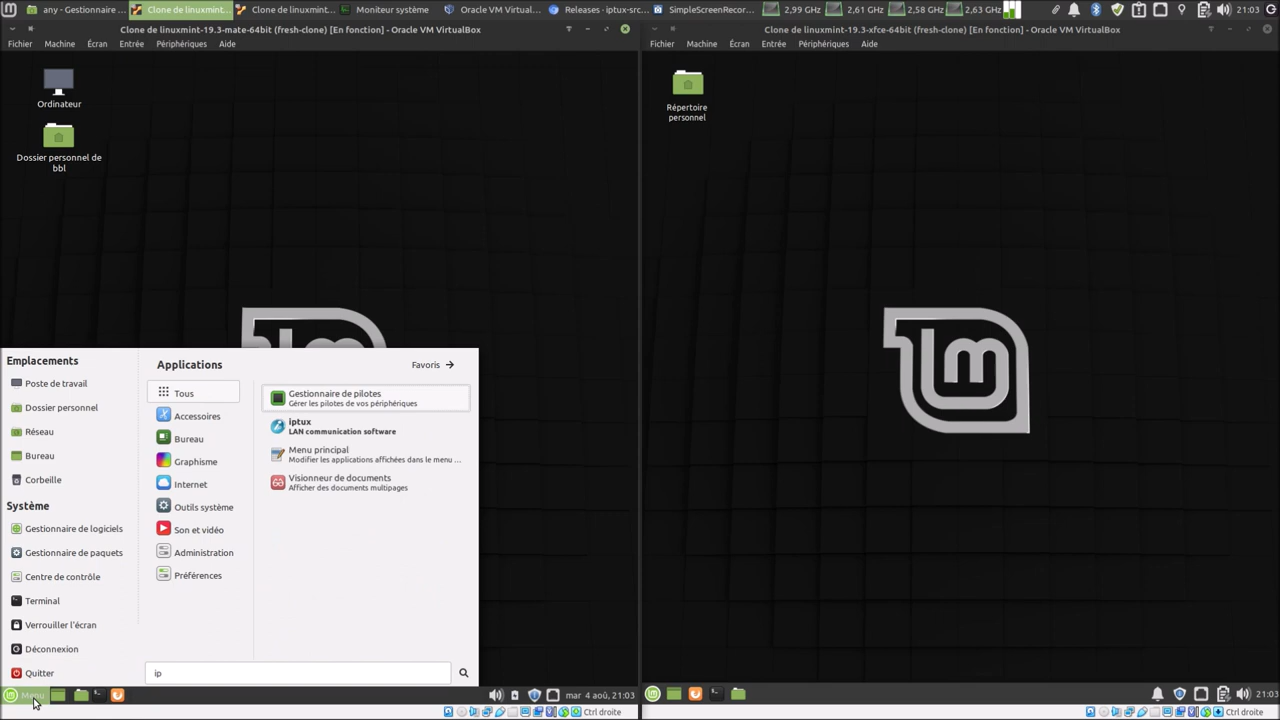 any - Gestionnaire ...
Clone de linuxmint...
Clone de linuxmint...
Moniteur système
Oracle VM VirtualBox
Releases · iptux-src...
SimpleScreenRecor...
2,99 GHz
2,61 GHz
2,58 GHz
2,63 GHz
21:03
Clone de linuxmint-19.3-mate-64bit (fresh-clone) [En fonction] - Oracle VM VirtualBox
Fichier Machine Écran Entrée Périphériques Aide
Ordinateur
Dossier personnel de
bbl
Emplacements
Poste de travail
Dossier personnel
Réseau
Bureau
Corbeille
Système
Gestionnaire de logiciels
Gestionnaire de paquets
Centre de contrôle
Terminal
Verrouiller l'écran
Déconnexion
Quitter
Applications
Favoris
Tous
Accessoires
Bureau
Graphisme
Internet
Outils système
Son et vidéo
Administration
Préférences
Gestionnaire de pilotes
Gérer les pilotes de vos périphériques
iptux
LAN communication software
Menu principal
Modifier les applications affichées dans le menu ...
Visionneur de documents
Afficher des documents multipages
ip
Menu
mar 4 aoû, 21:03
Ctrl droite
Clone de linuxmint-19.3-xfce-64bit (fresh-clone) [En fonction] - Oracle VM VirtualBox
Fichier Machine Écran Entrée Périphériques Aide
Répertoire
personnel
21:03
Ctrl droite